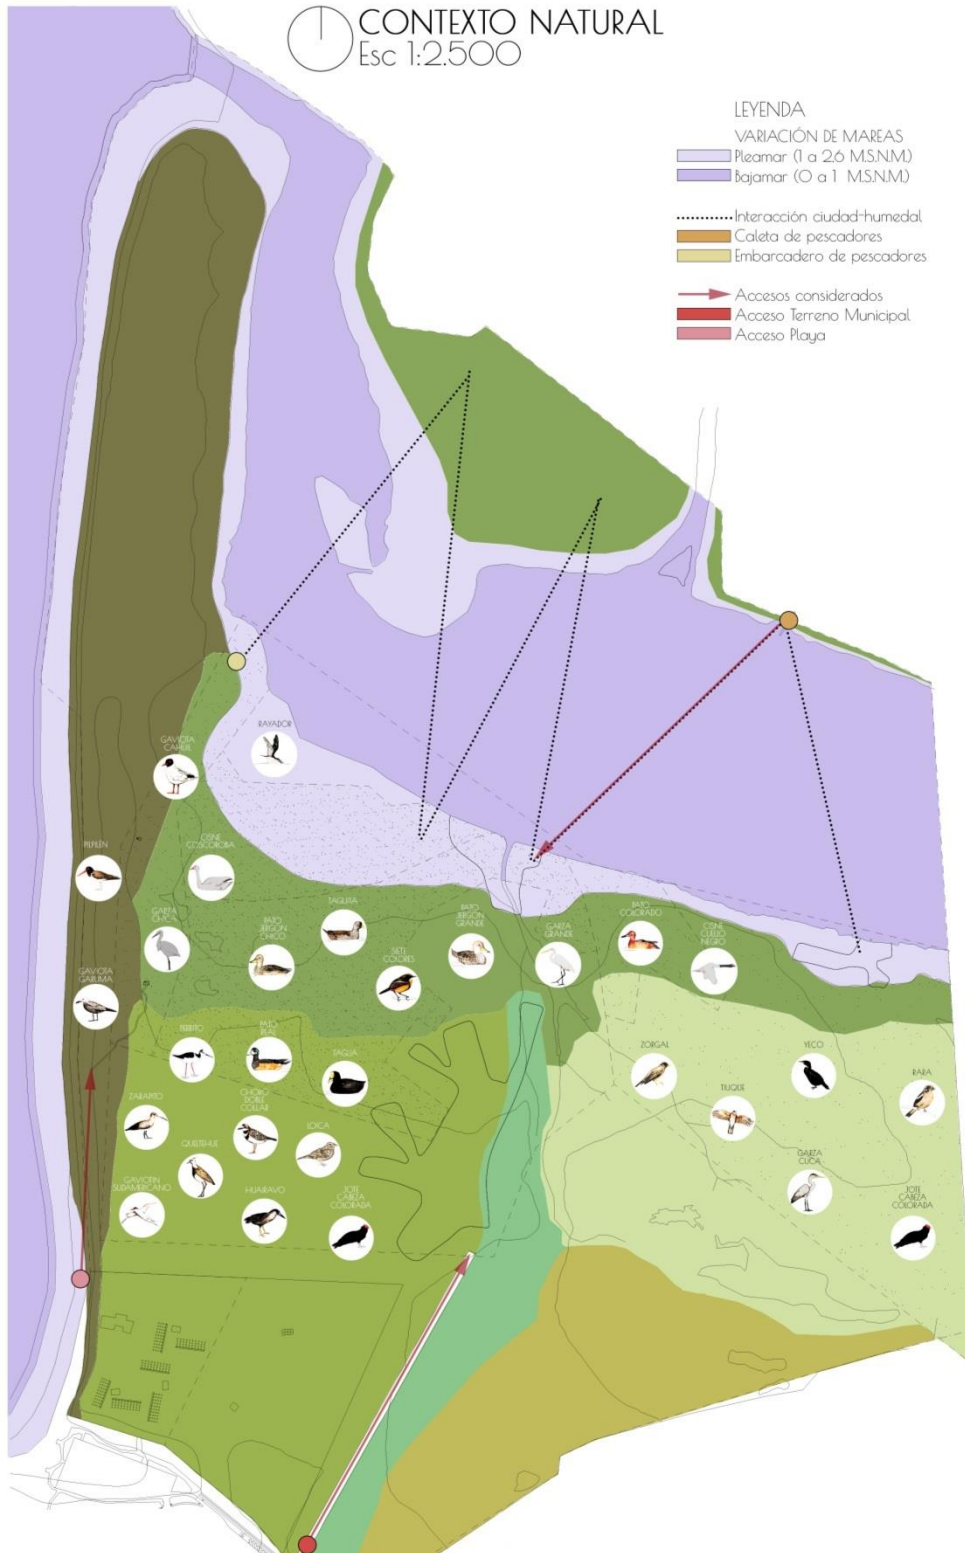 CONTEXTO NATURAL
Esc 1:2.500
LEYENDA
VARIACIÓN DE MAREAS
Pleamar (1 a 2.6 M.S.N.M.)
Bajamar (0 a 1 M.S.N.M.)
Interacción ciudad-humedal
Caleta de pescadores
Embarcadero de pescadores
Accesos considerados
Acceso Terreno Municipal
Acceso Playa
RAYADOR
GAVIOTA
CAHUIL
PILPILÉN
CISNE
COSCOROBA
GARZA
CHICA
PATO
JERGON
CHICO
TAGUITA
SIETE
COLORES
PATO
JERGON
GRANDE
GARZA
GRANDE
PATO
COLORADO
CISNE
CUELLO
NEGRO
GAVIOTA
GARUMA
PERRITO
PATO
REAL
TAGUA
ZORZAL
TIUQUE
YECO
RARA
ZARAPITO
QUELTEHUE
CHORLO
DOBLE
COLLAR
LOICA
GAVIOTIN
SUDAMERICANO
HUAIRAVO
JOTE
CABEZA
COLORADA
GARZA
CUCA
JOTE
CABEZA
COLORADA